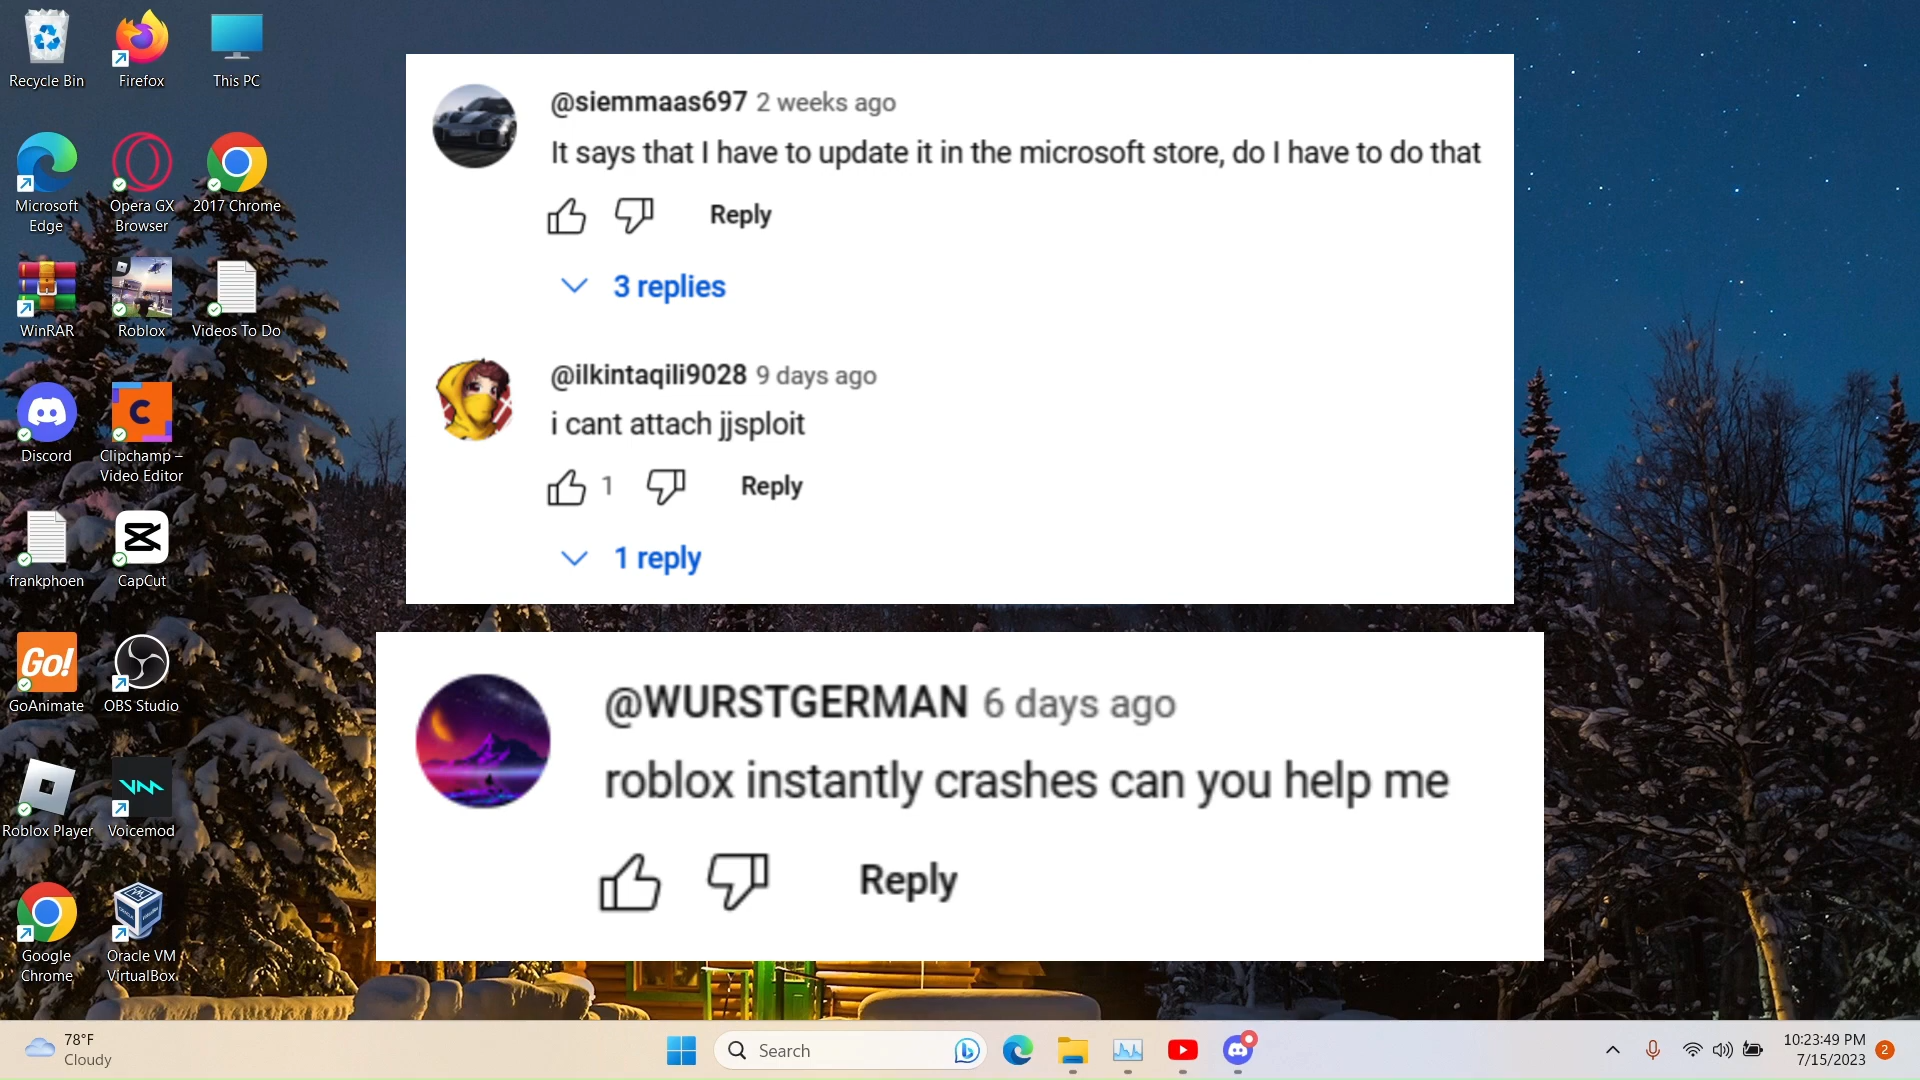 Recycle Bin
Firefox
This PC
Microsoft
Edge
Opera GX
Browser
2017 Chrome
WinRAR
Roblox
Videos To Do
Discord
Clipchamp –
Video Editor
frankphoen
CapCut
Go!
GoAnimate
OBS Studio
Roblox Player
Voicemod
Google
Chrome
Oracle VM
VirtualBox
@siemmaas697 2 weeks ago
It says that I have to update it in the microsoft store, do I have to do that
Reply
3 replies
@ilkintaqili9028 9 days ago
i cant attach jjsploit
1 Reply
1 reply
@WURSTGERMAN 6 days ago
roblox instantly crashes can you help me
Reply
78°F
Cloudy
Search
10:23:49 PM
7/15/2023
2